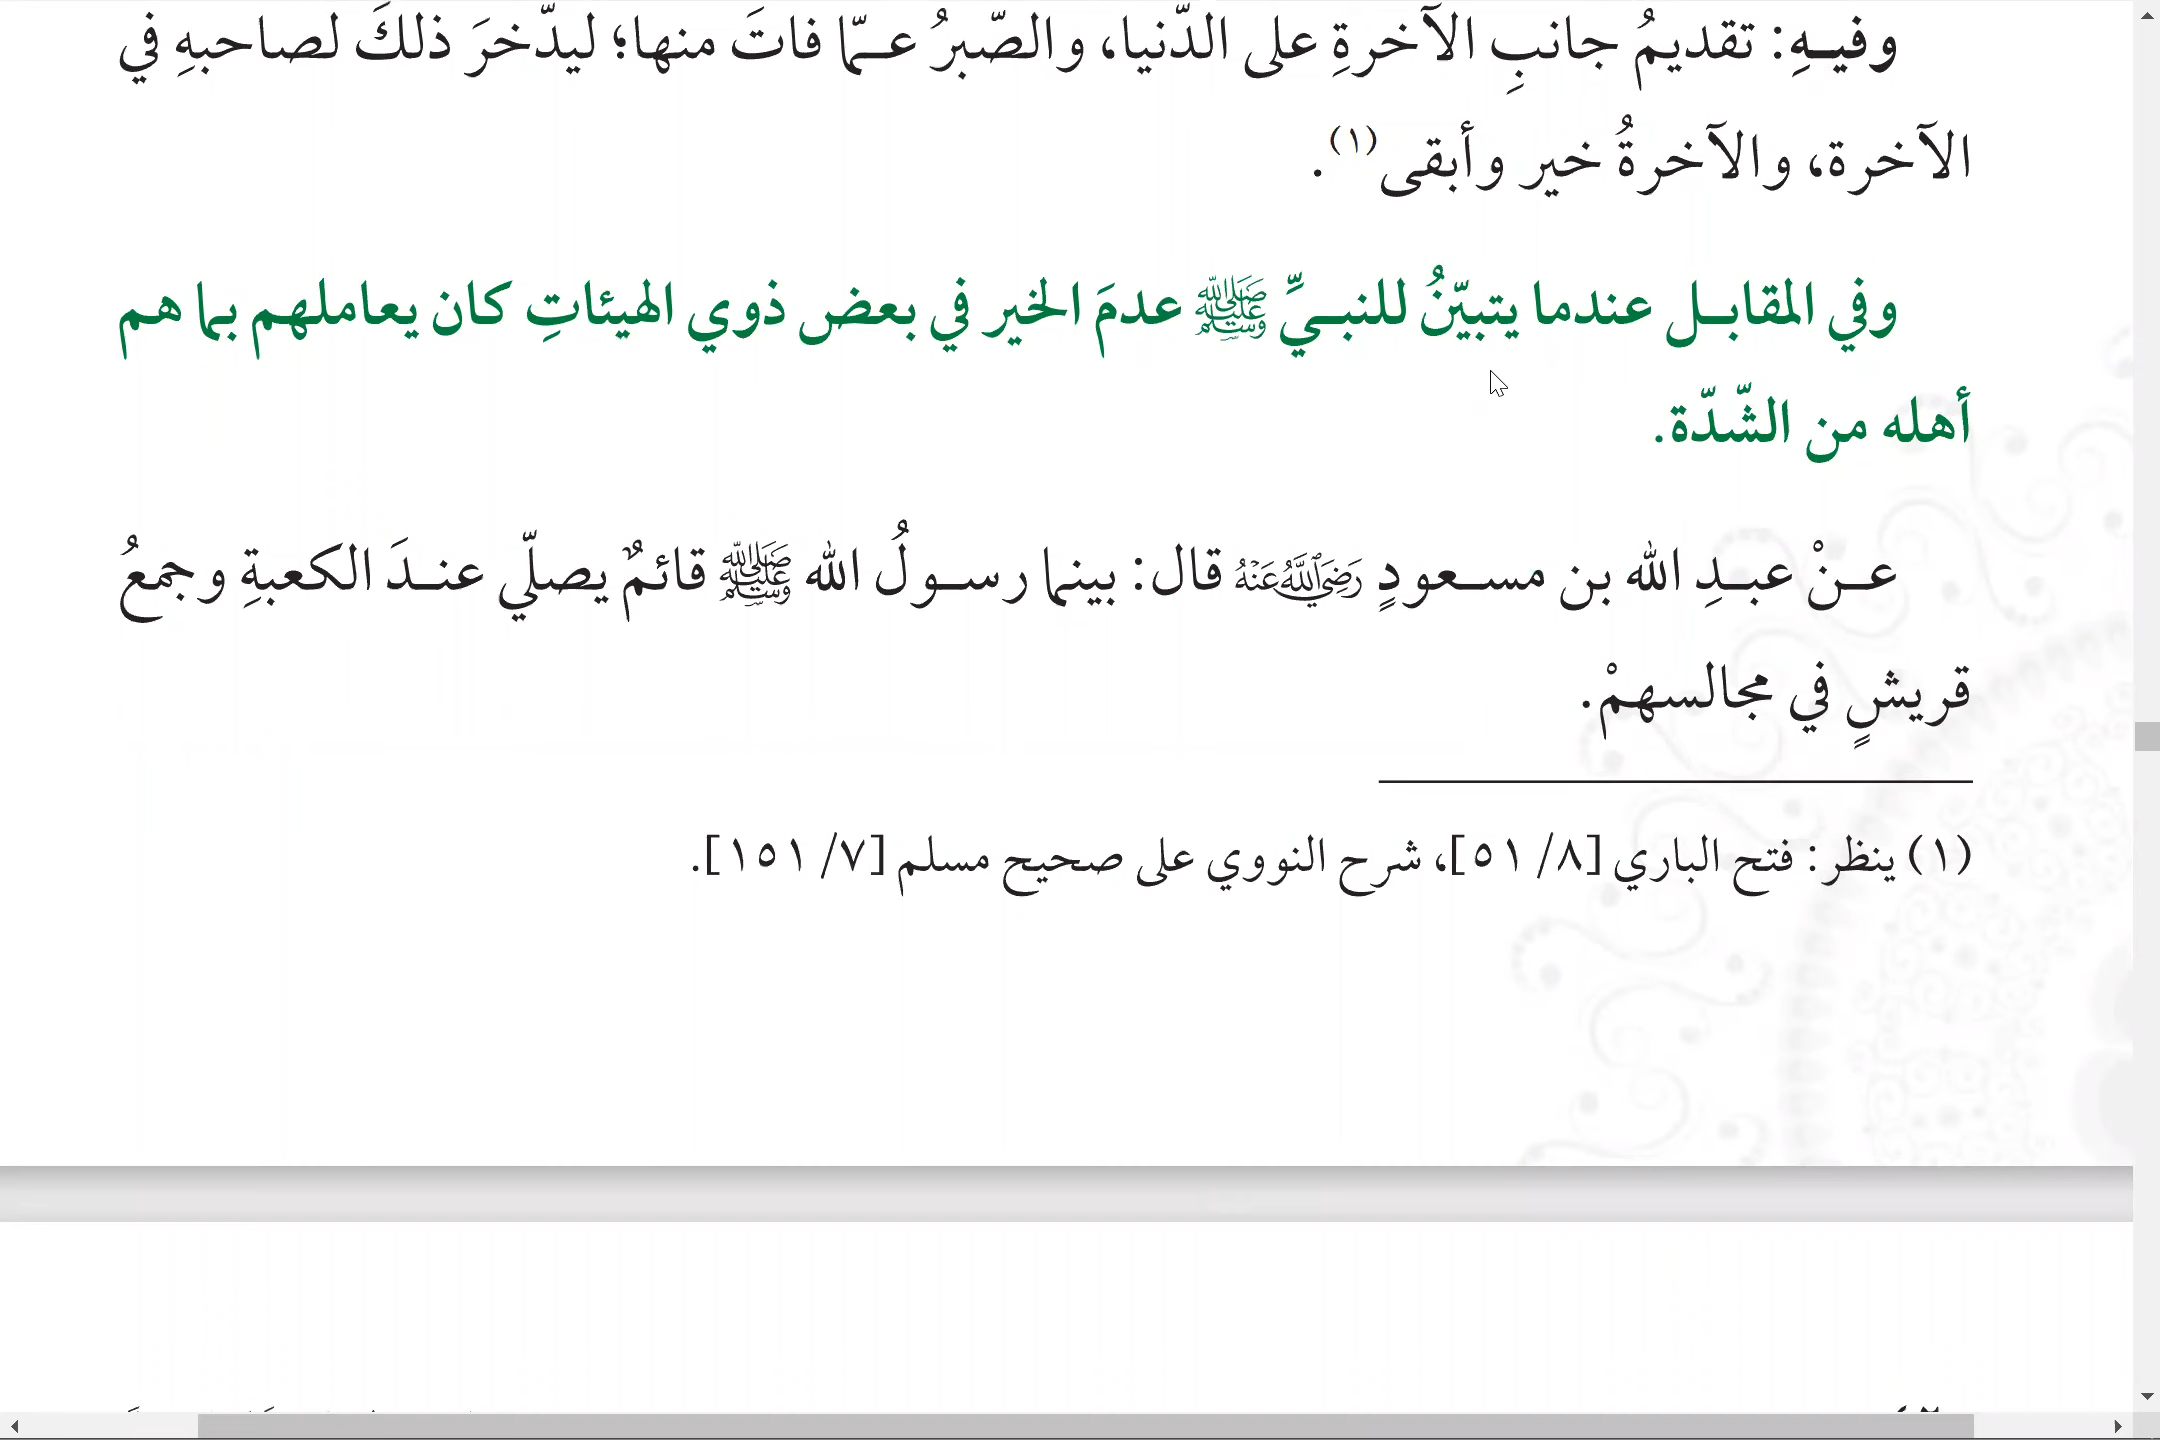 وفيـهِ: تقديمُ جانبِ الآخرةِ على الدّنيا، والصّبرُ عـمّا فاتَ منها؛ ليدّخرَ ذلكَ لصاحبهِ في
الآخرة، والآخرةُ خير وأبقى(١).
وفي المقابـل عندما يتبيّنُ للنبـيِّ ﷺ عدمَ الخير في بعض ذوي الهيئاتِ كان يعاملهم بما هم
أهله من الشّدّة.
عـنْ عبـدِ الله بن مسـعودٍ رَضِيَ اللَّهُ عَنْهُ قال: بينما رسـولُ الله ﷺ قائمٌ يصلّي عنـدَ الكعبةِ وجمعُ
قريشٍ في مجالسهمْ.
(١) ينظر: فتح الباري [٨/ ٥١]، شرح النووي على صحيح مسلم [٧/ ١٥١].